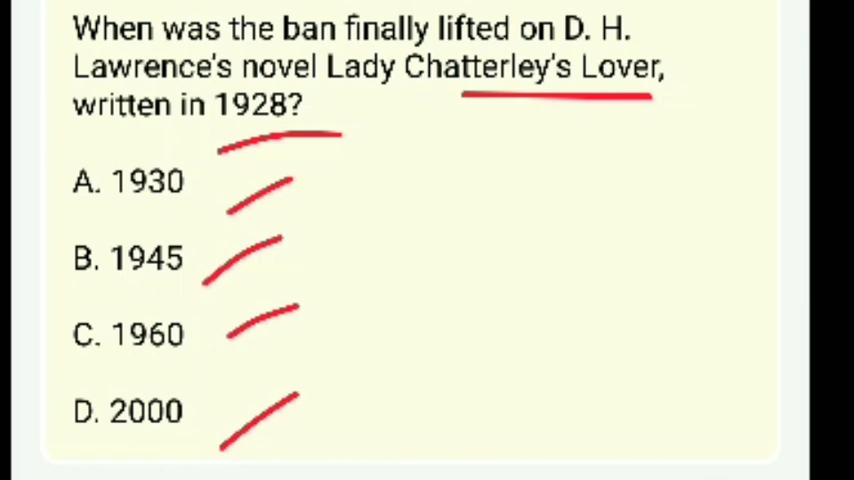 When was the ban finally lifted on D. H.
Lawrence's novel Lady Chatterley's Lover,
written in 1928?
A. 1930
B. 1945
C. 1960
D. 2000